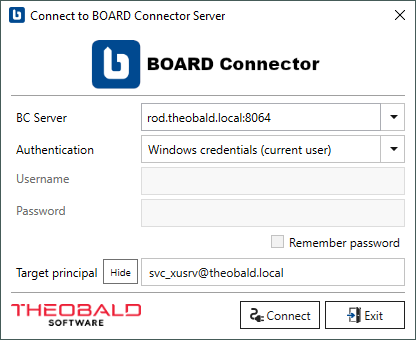 Connect to BOARD Connector Server
BOARD Connector
BC Server rod.theobald.local:8064
Authentication Windows credentials (current user)
Username
Password
Remember password
Target principal Hide svc_xusrv@theobald.local
THEOBALD
SOFTWARE
Connect Exit